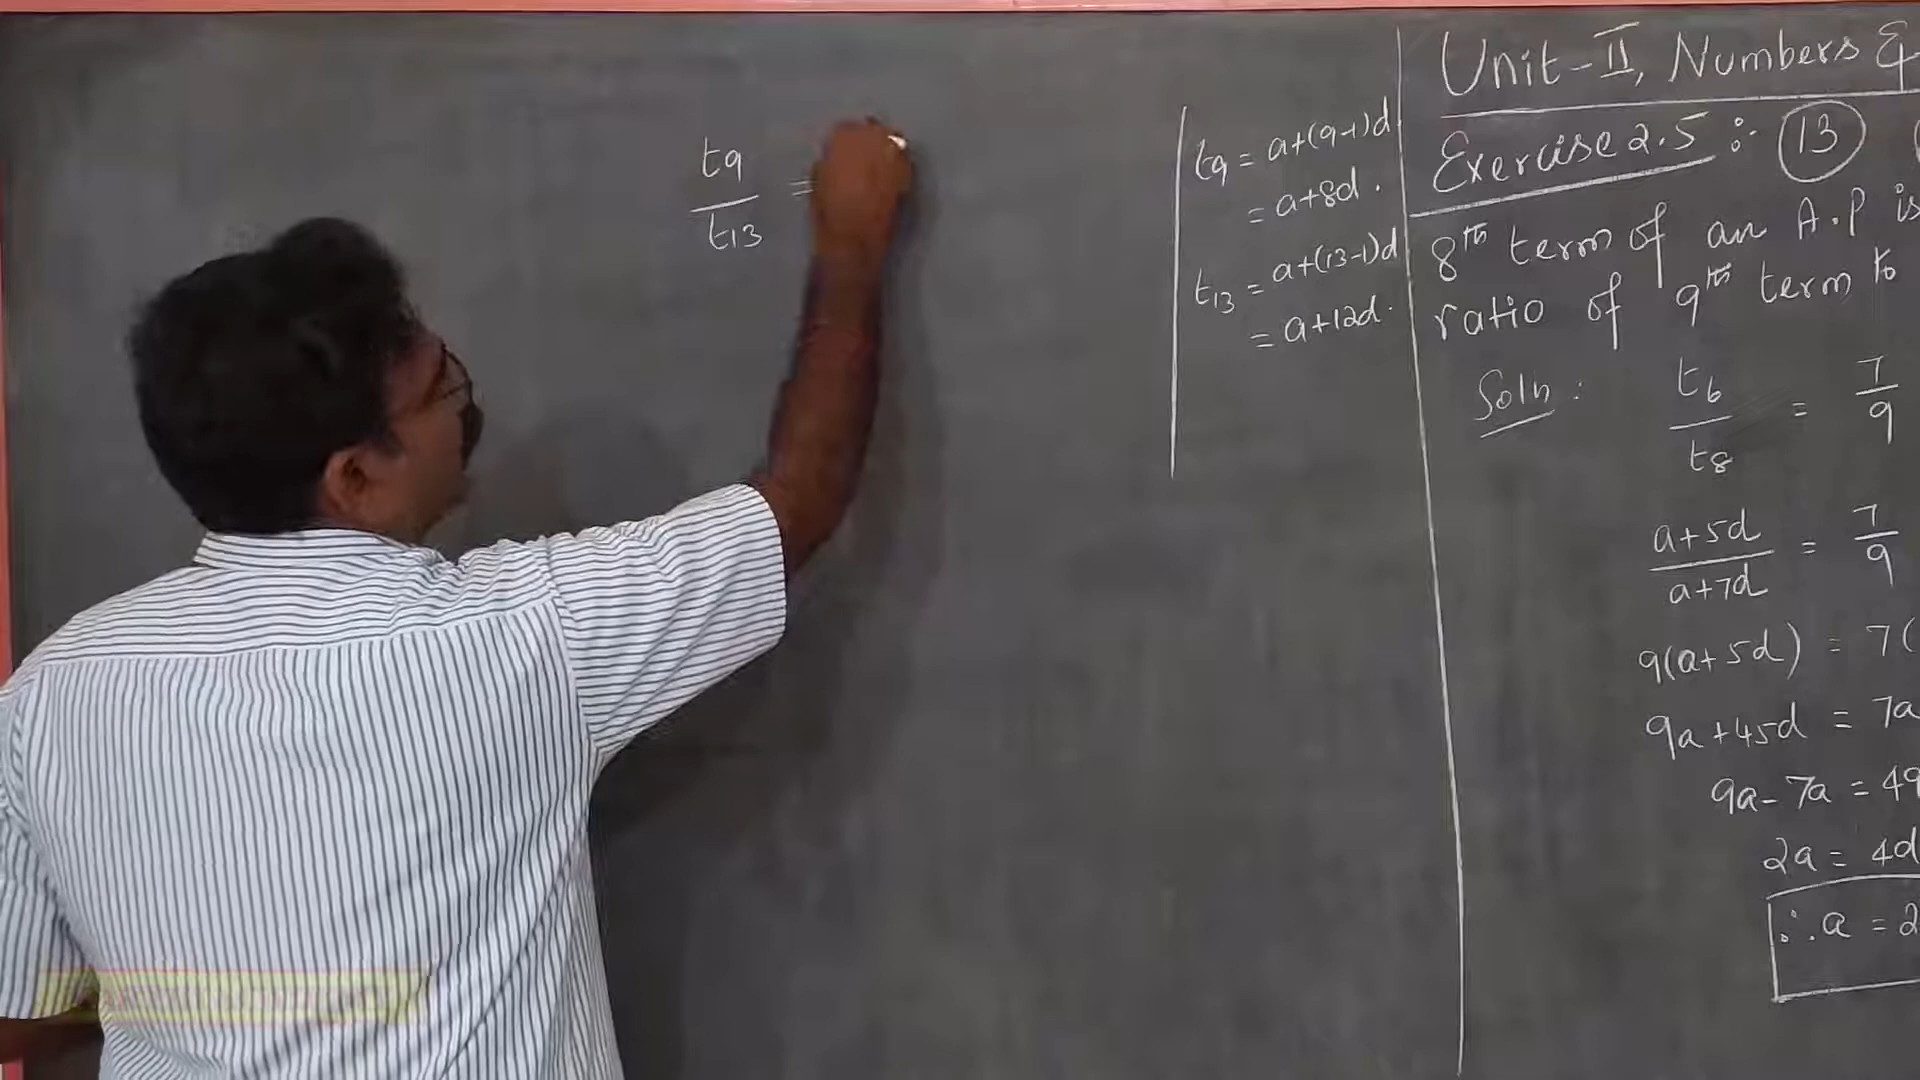 t9
t13
=
t9 = a+(9-1)d
= a+8d.
t13 = a+(13-1)d
= a+12d.
Unit-II, Numbers &
Exercise 2.5 : 13
8th term of an A.P is
ratio of 9th term to
Soln :
t6 / t8 = 7/9
a+5d / a+7d = 7/9
9(a+5d) = 7(
9a+45d = 7a
9a-7a = 49
2a = 4d
∴ a = 2